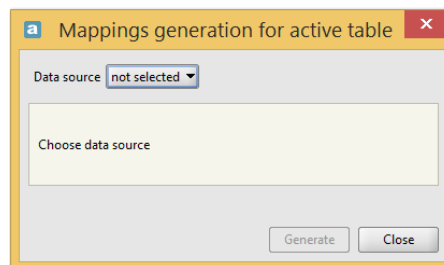 a Mappings generation for active table x
Data source not selected
Choose data source
Generate Close